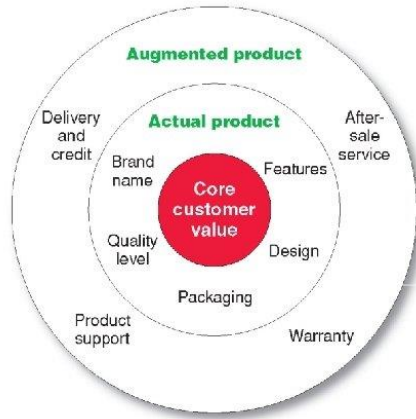 Augmented product
Delivery
and
credit
After-
sale
service
Actual product
Brand
name
Features
Core
customer
value
Quality
level
Design
Packaging
Product
support
Warranty